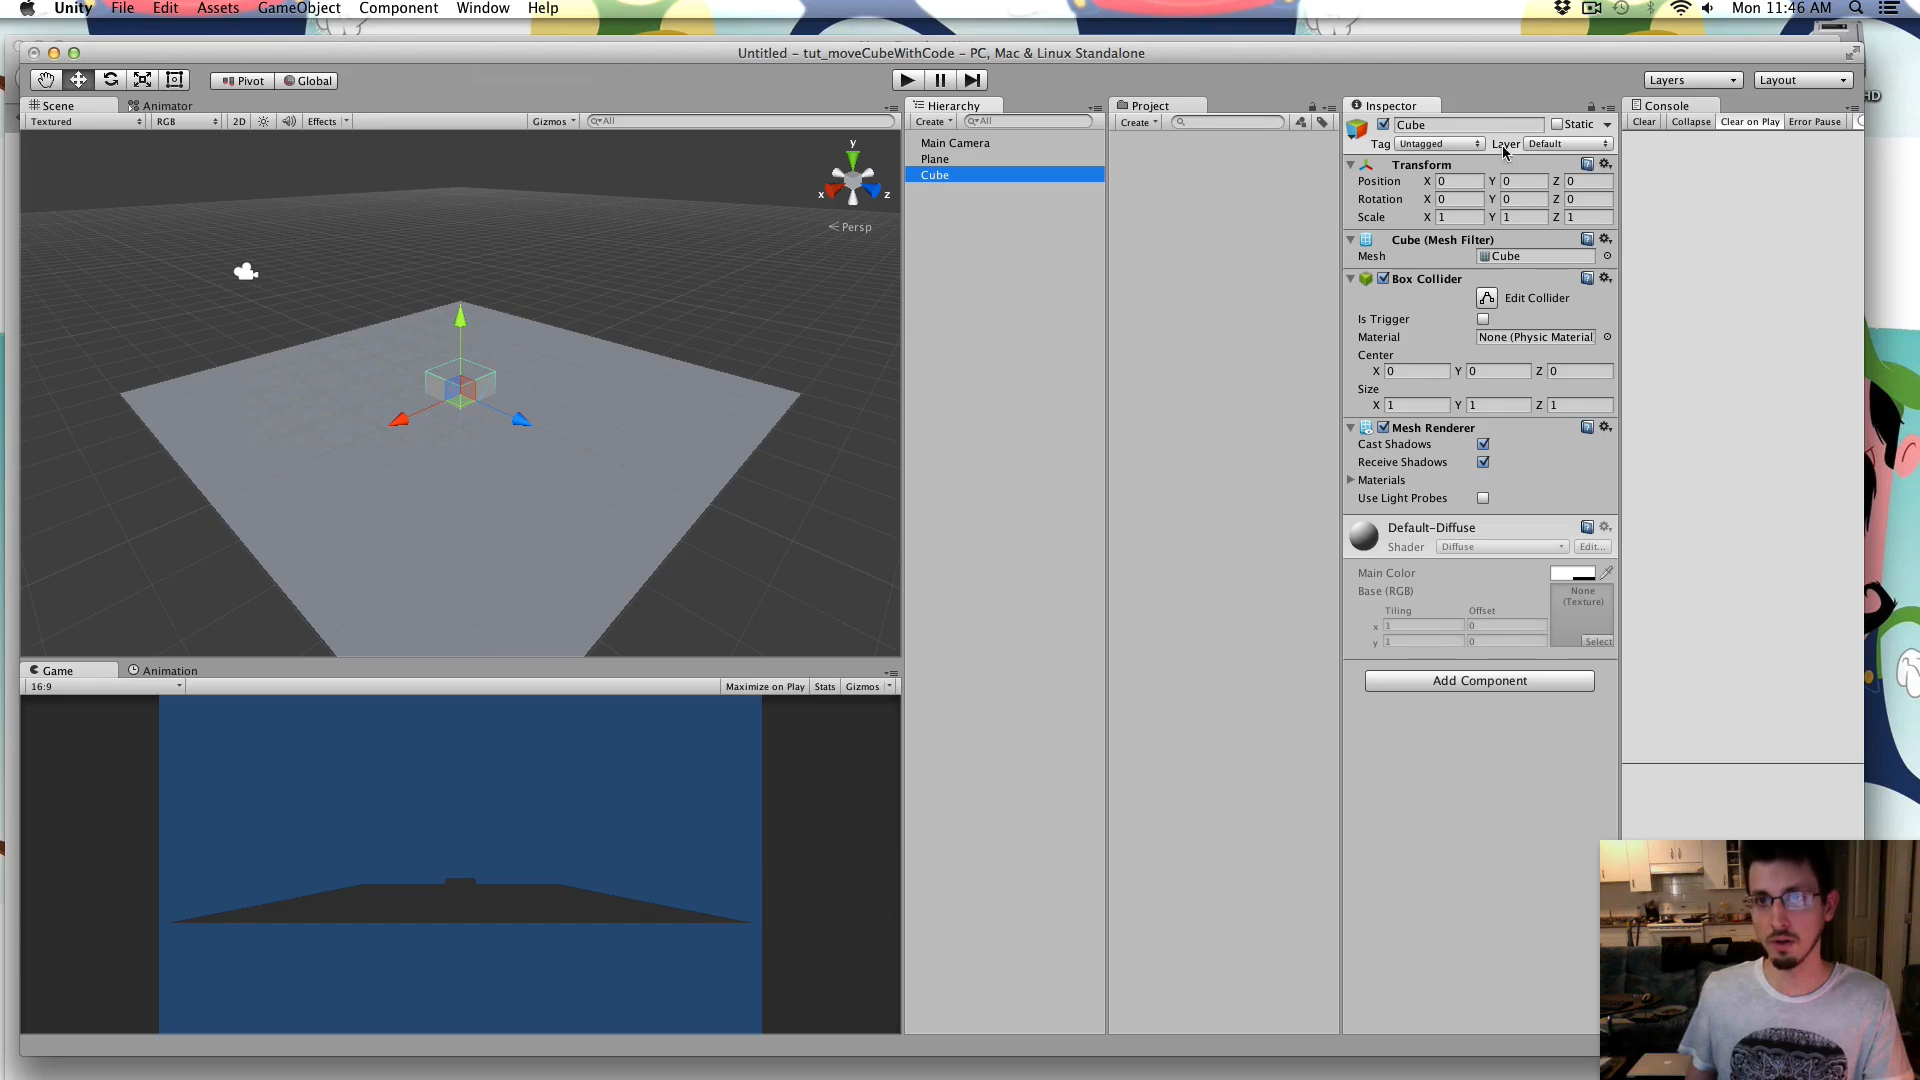 Unity File Edit Assets GameObject Component Window Help Mon 11:46 AM
Untitled – tut_moveCubeWithCode – PC, Mac & Linux Standalone
Pivot Global Layers Layout
HD
Scene Animator Hierarchy Project Inspector Console
Textured RGB 2D Effects Gizmos All Create All Create Clear Collapse Clear on Play Error Pause
Cube Static
Tag Untagged Layer Default
Main Camera
Plane
Cube
y
x z
Persp
Transform
Position X 0 Y 0 Z 0
Rotation X 0 Y 0 Z 0
Scale X 1 Y 1 Z 1
Cube (Mesh Filter)
Mesh Cube
Box Collider
Edit Collider
Is Trigger
Material None (Physic Material)
Center
X 0 Y 0 Z 0
Size
X 1 Y 1 Z 1
Mesh Renderer
Cast Shadows
Receive Shadows
Materials
Use Light Probes
Default-Diffuse
Shader Diffuse Edit...
Main Color
Base (RGB) None
(Texture)
Tiling Offset
x 1 0
y 1 0 Select
Add Component
Game Animation
16:9 Maximize on Play Stats Gizmos